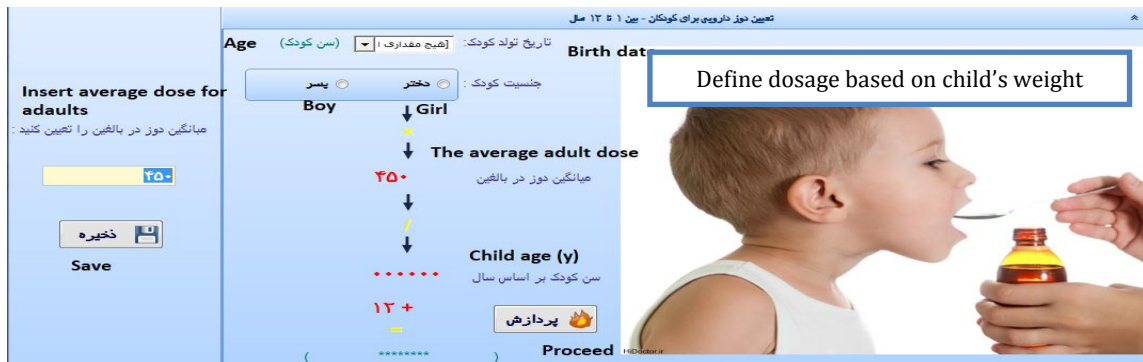 تعیین دوز دارویی برای کودکان - بین ۱ تا ۱۲ سال
Age
(سن کودک)
[هیچ مقداری ا
تاریخ تولد کودک:
Birth date
Define dosage based on child's weight
Insert average dose for
adaults
میانگین دوز در بالغین را تعیین کنید :
۴۵۰
ذخیره
Save
جنسیت کودک :
دختر
پسر
Boy
Girl
×
The average adult dose
۴۵۰
میانگین دوز در بالغین
/
Child age (y)
••••••
سن کودک بر اساس سال
۱۲ +
=
پردازش
Proceed
( ******** )
HiDoctor.ir